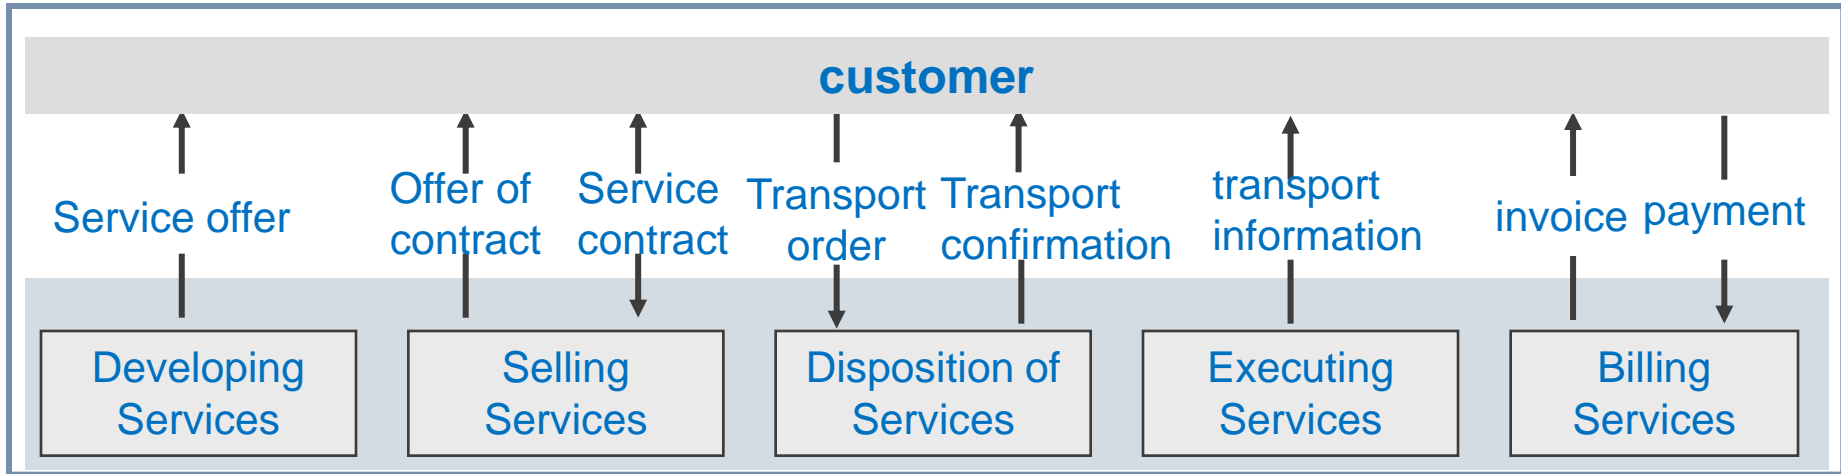 customer
Service offer
Offer of
contract
Service
contract
Transport
order
Transport
confirmation
transport
information
invoice
payment
Developing
Services
Selling
Services
Disposition of
Services
Executing
Services
Billing
Services